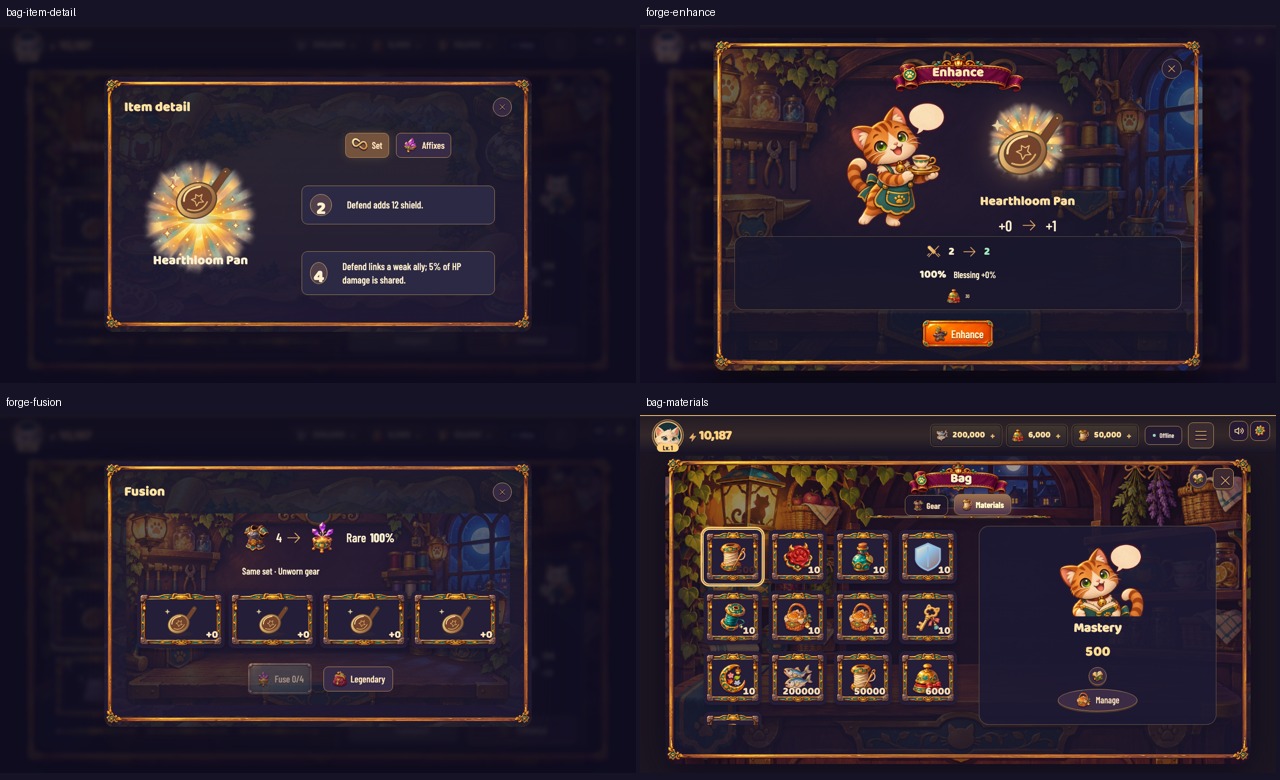 bag-item-detail
Item detail
Set
Affixes
Hearthloom Pan
2
Defend adds 12 shield.
4
Defend links a weak ally; 5% of HP
damage is shared.
forge-enhance
Enhance
Hearthloom Pan
+0 → +1
2 → 2
100% Blessing +0%
Enhance
forge-fusion
Fusion
4 → Rare 100%
Same set · Unworn gear
+0
+0
+0
+0
Fuse 0/4
Legendary
bag-materials
Lv. 1
10,187
200,000 +
6,000 +
50,000 +
Offline
Bag
Gear
Materials
10
10
10
10
10
10
10
10
200000
50000
6000
Mastery
500
Manage